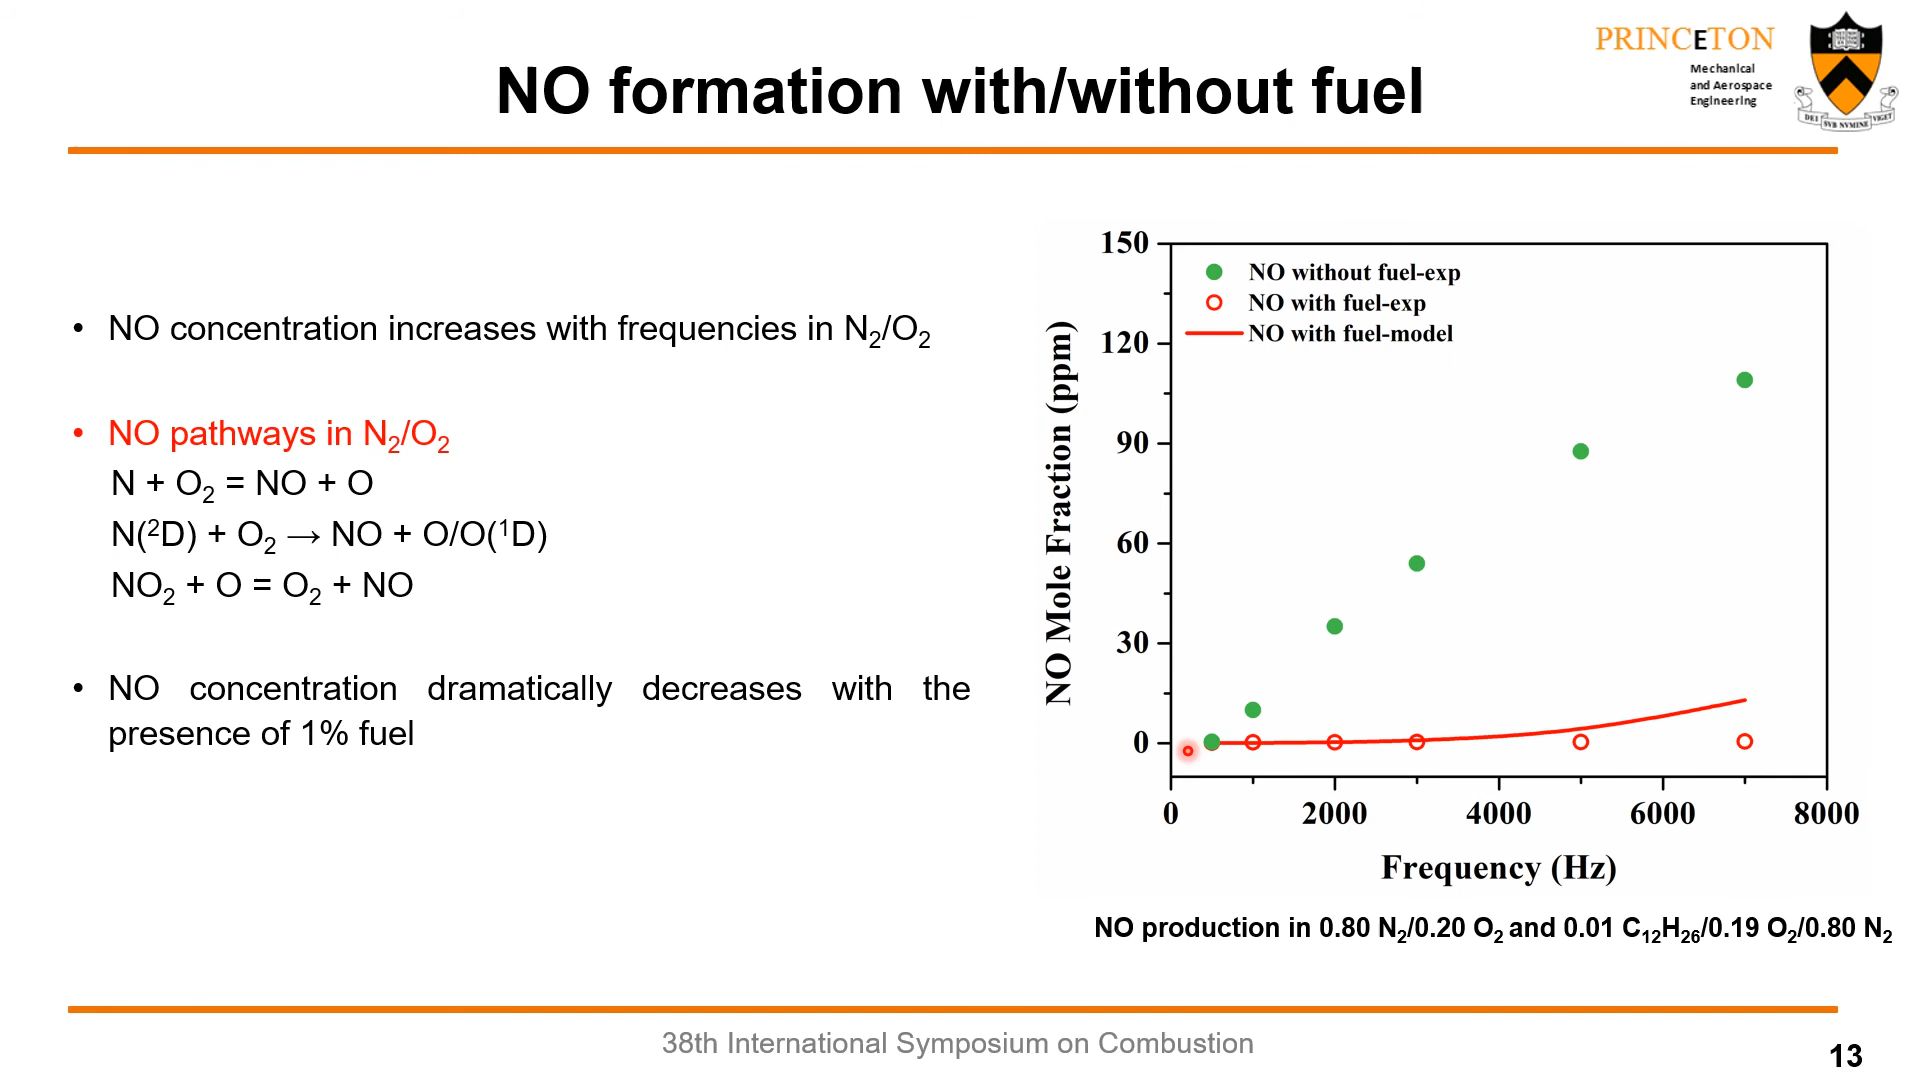 PRINCETON
Mechanical
and Aerospace
Engineering
DEI SVB NVMINE VIGET
NO formation with/without fuel
• NO concentration increases with frequencies in N₂/O₂
• NO pathways in N₂/O₂
N + O₂ = NO + O
N(²D) + O₂ → NO + O/O(¹D)
NO₂ + O = O₂ + NO
• NO concentration dramatically decreases with the
presence of 1% fuel
NO Mole Fraction (ppm)
150
120
90
60
30
0
NO without fuel-exp
NO with fuel-exp
NO with fuel-model
0 2000 4000 6000 8000
Frequency (Hz)
NO production in 0.80 N₂/0.20 O₂ and 0.01 C₁₂H₂₆/0.19 O₂/0.80 N₂
38th International Symposium on Combustion
13